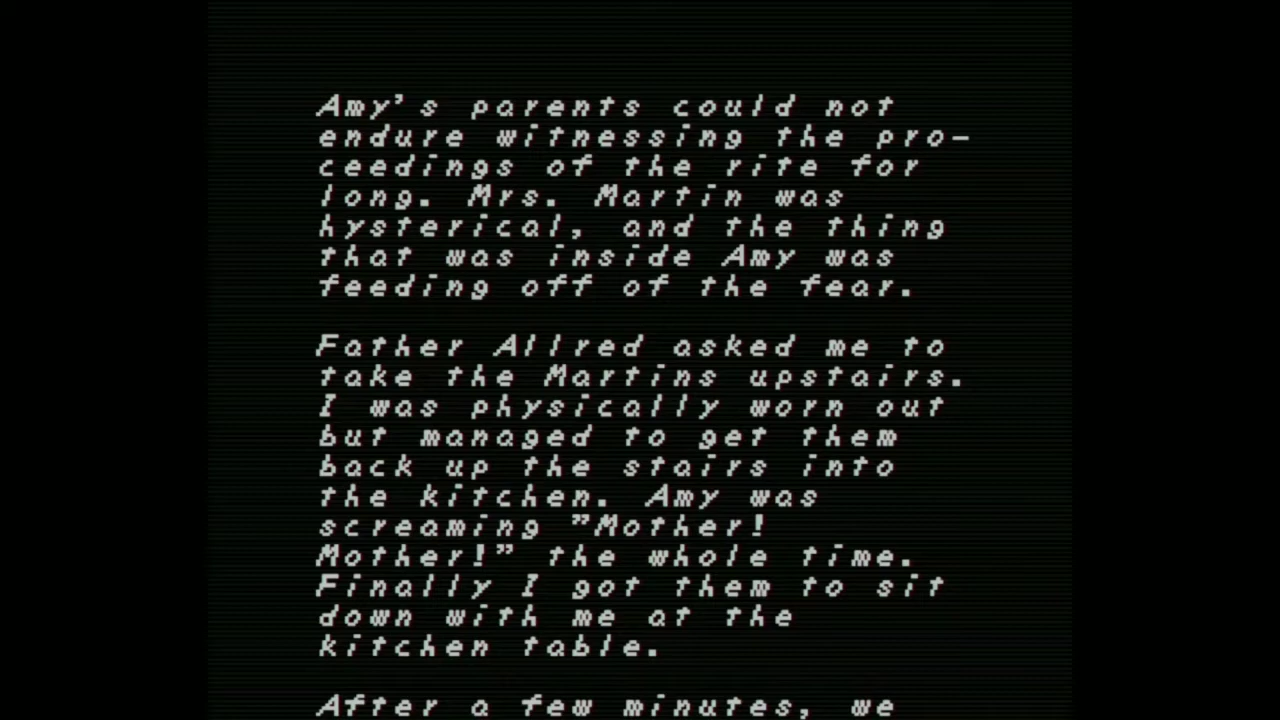 Amy's parents could not
endure witnessing the pro-
ceedings of the rite for
long. Mrs. Martin was
hysterical, and the thing
that was inside Amy was
feeding off of the fear.
Father Allred asked me to
take the Martins upstairs.
I was physically worn out
but managed to get them
back up the stairs into
the kitchen. Amy was
screaming "Mother!
Mother!" the whole time.
Finally I got them to sit
down with me at the
kitchen table.
After a few minutes, we